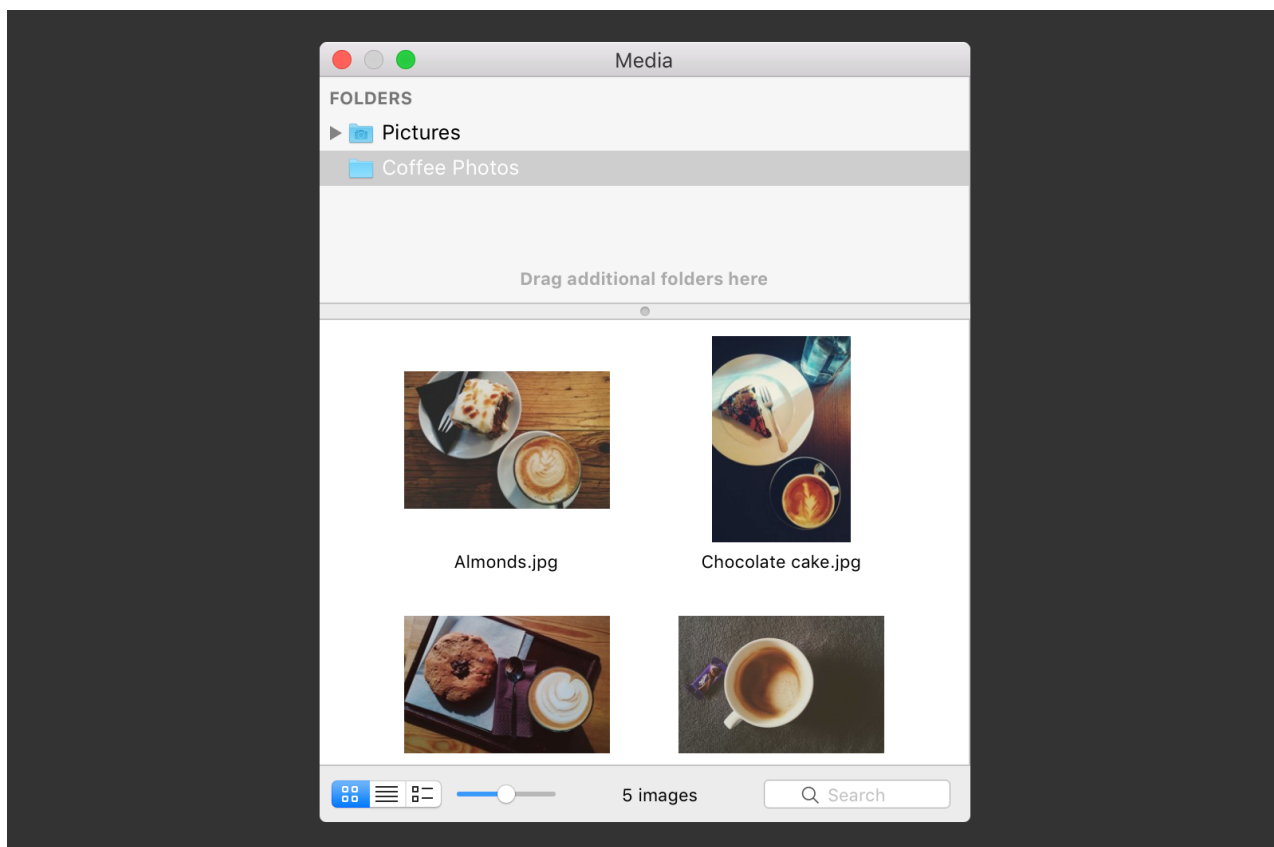 Media
FOLDERS
Pictures
Coffee Photos
Drag additional folders here
Almonds.jpg
Chocolate cake.jpg
5 images
Search